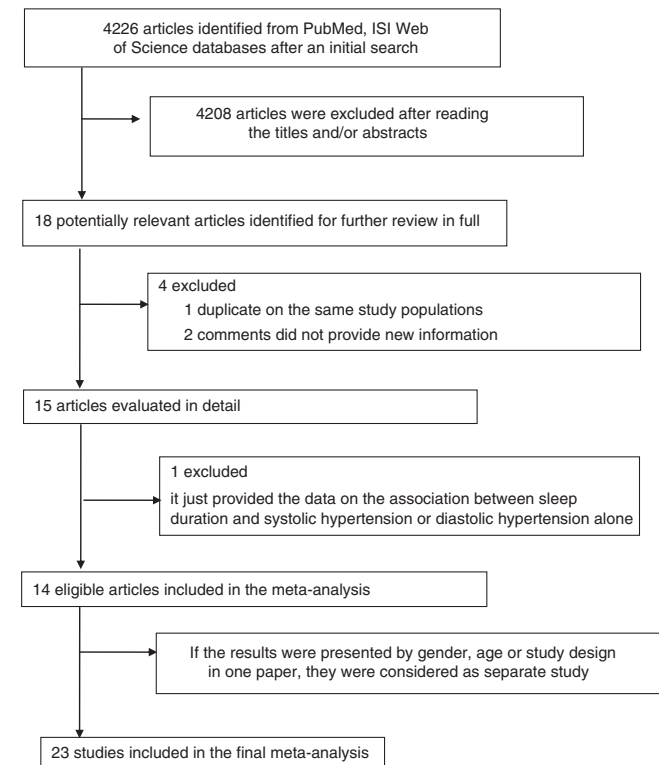 4226 articles identified from PubMed, ISI Web
of Science databases after an initial search
4208 articles were excluded after reading
the titles and/or abstracts
18 potentially relevant articles identified for further review in full
4 excluded
1 duplicate on the same study populations
2 comments did not provide new information
15 articles evaluated in detail
1 excluded
it just provided the data on the association between sleep
duration and systolic hypertension or diastolic hypertension alone
14 eligible articles included in the meta-analysis
If the results were presented by gender, age or study design
in one paper, they were considered as separate study
23 studies included in the final meta-analysis